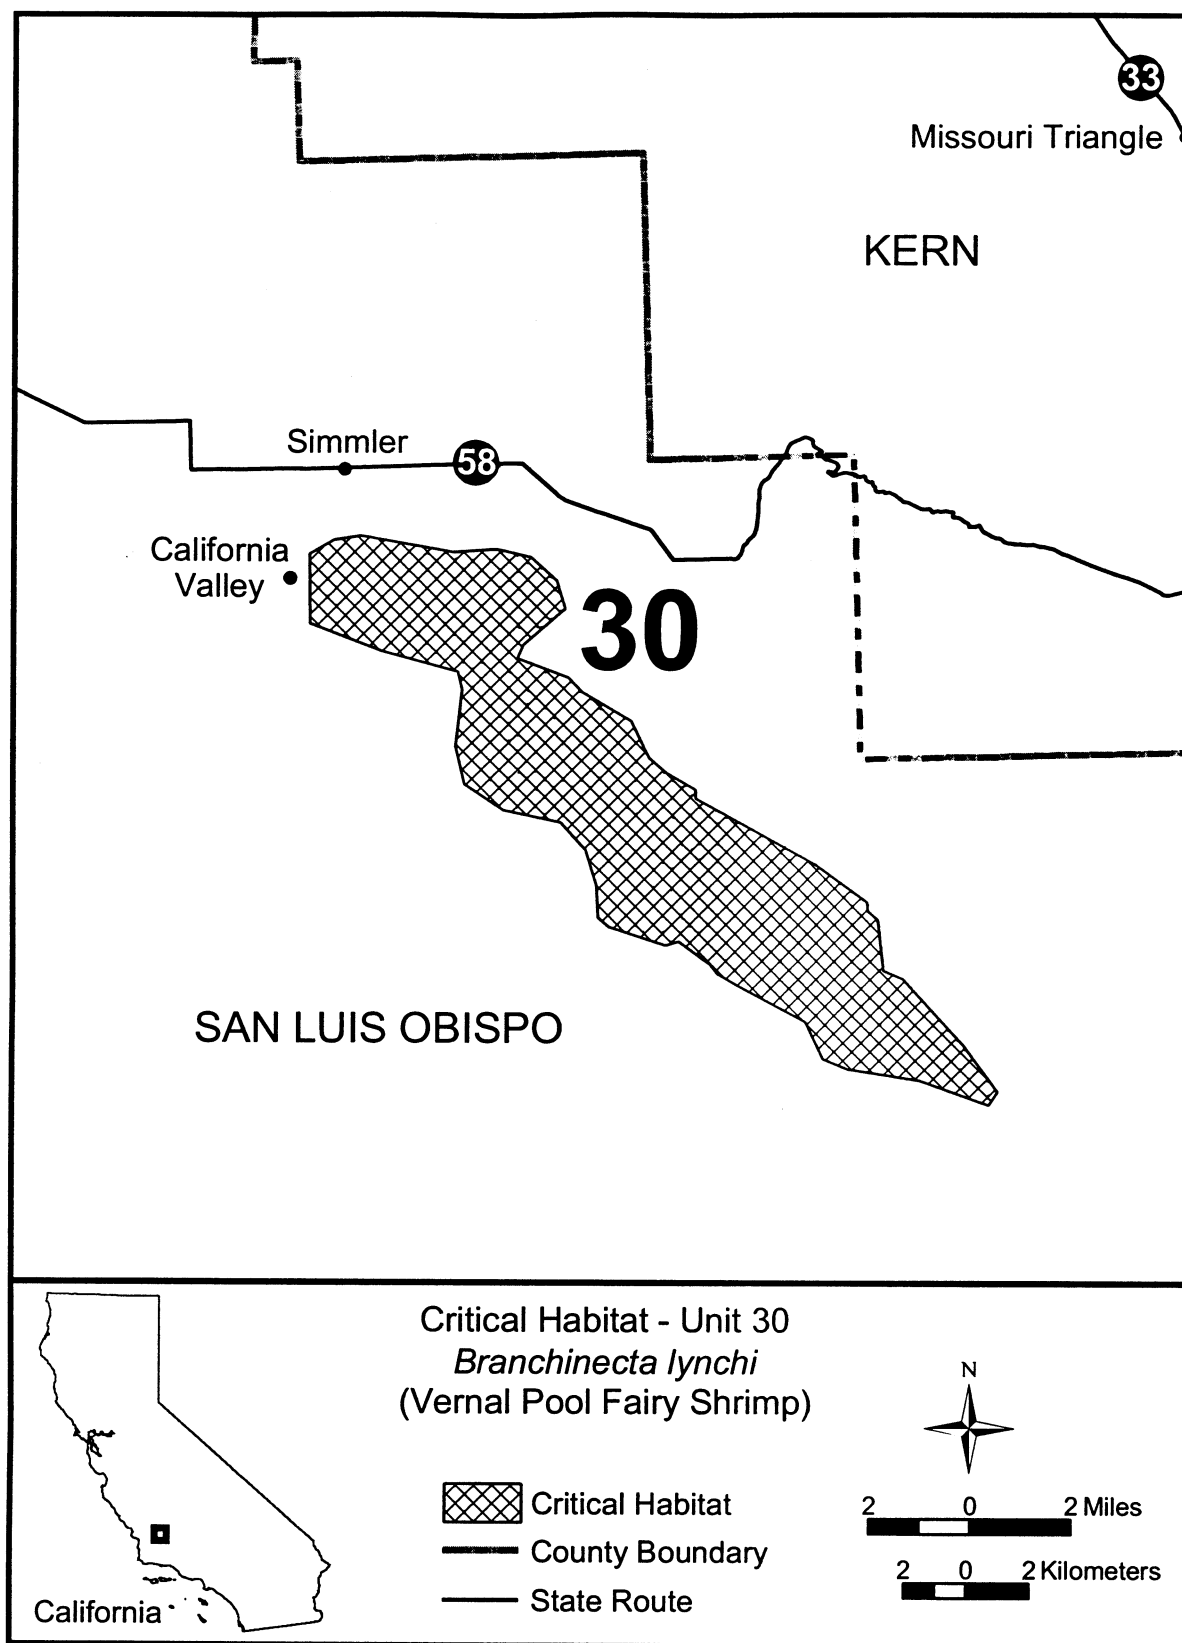 33
Missouri Triangle
KERN
Simmler
58
California
Valley
30
SAN LUIS OBISPO
Critical Habitat - Unit 30
Branchinecta lynchi
(Vernal Pool Fairy Shrimp)
N
Critical Habitat
County Boundary
State Route
2 0 2 Miles
2 0 2 Kilometers
California